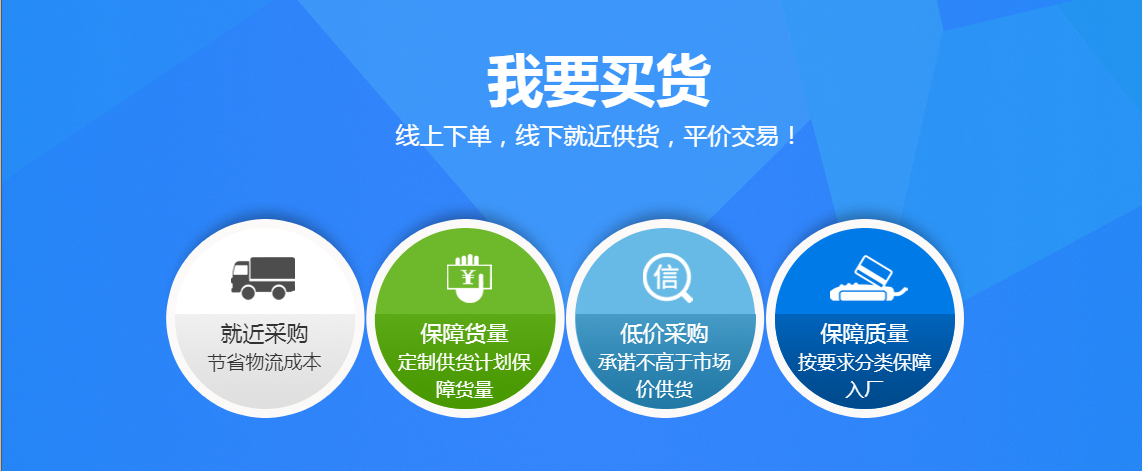 我要买货
线上下单，线下就近供货，平价交易！
¥
信
就近采购
节省物流成本
保障货量
定制供货计划保
障货量
低价采购
承诺不高于市场
价供货
保障质量
按要求分类保障
入厂